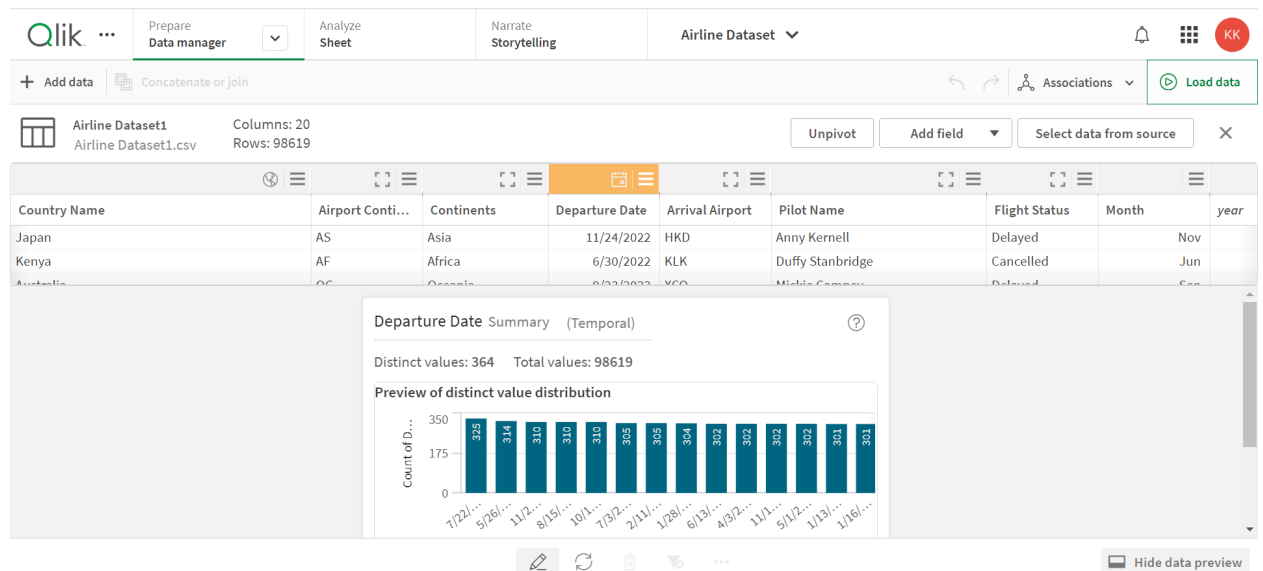 Qlik
Prepare
Data manager
Analyze
Sheet
Narrate
Storytelling
Airline Dataset
KK
Add data
Concatenate or join
Associations
Load data
Airline Dataset1
Airline Dataset1.csv
Columns: 20
Rows: 98619
Unpivot
Add field
Select data from source
Country Name Airport Conti... Continents Departure Date Arrival Airport Pilot Name Flight Status Month year
Japan AS Asia 11/24/2022 HKD Anny Kernell Delayed Nov
Kenya AF Africa 6/30/2022 KLK Duffy Stanbridge Cancelled Jun
Departure Date Summary (Temporal)
Distinct values: 364 Total values: 98619
Preview of distinct value distribution
Count of D...
350
175
0
325 314 310 310 310 305 305 304 302 302 302 302 301 301
7/22/... 5/26/... 11/2... 8/15/... 10/1... 7/3/2... 2/11/... 1/28/... 6/13/... 4/3/2... 11/1... 5/1/2... 1/13/... 1/16/...
Hide data preview